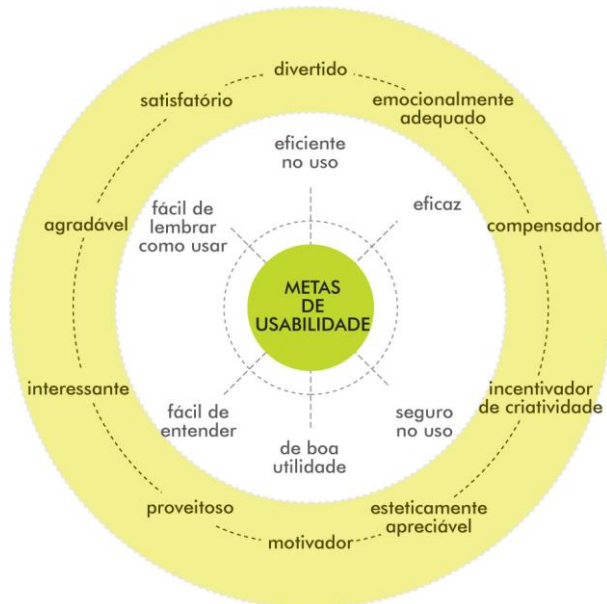 divertido
satisfatório
emocionalmente
adequado
eficiente
no uso
fácil de
lembrar
como usar
eficaz
agradável
compensador
METAS
DE
USABILIDADE
interessante
incentivador
de criatividade
fácil de
entender
de boa
utilidade
seguro
no uso
proveitoso
esteticamente
apreciável
motivador